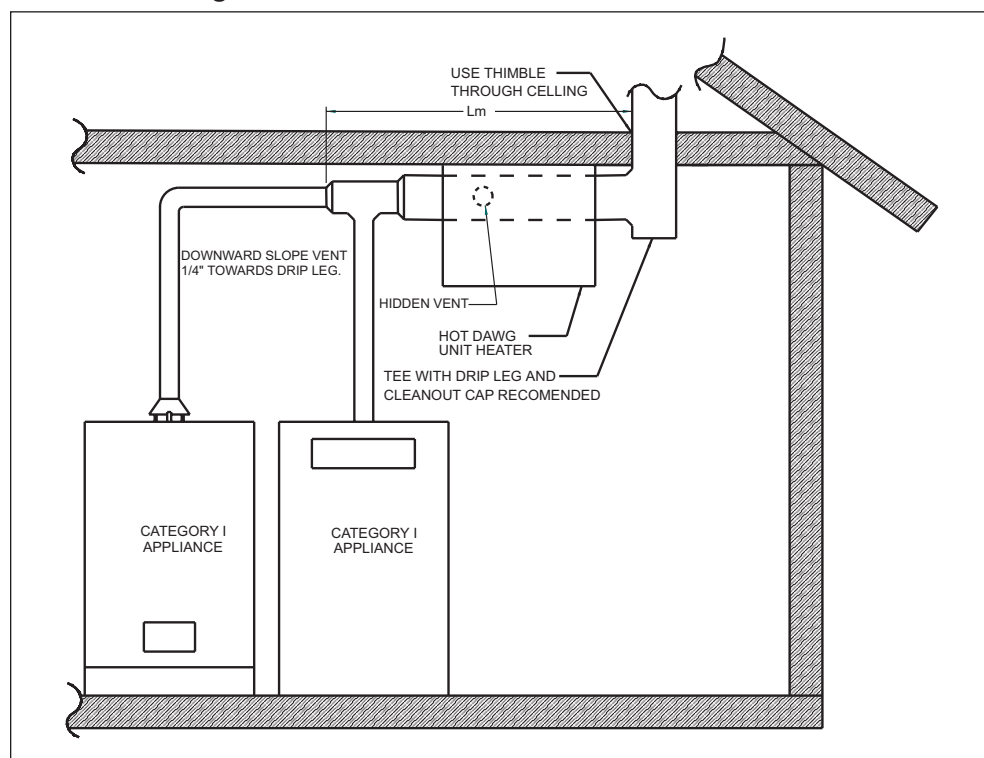 USE THIMBLE
THROUGH CELLING
Lm
DOWNWARD SLOPE VENT
1/4" TOWARDS DRIP LEG.
HIDDEN VENT
HOT DAWG
UNIT HEATER
TEE WITH DRIP LEG AND
CLEANOUT CAP RECOMENDED
CATEGORY I
APPLIANCE
CATEGORY I
APPLIANCE